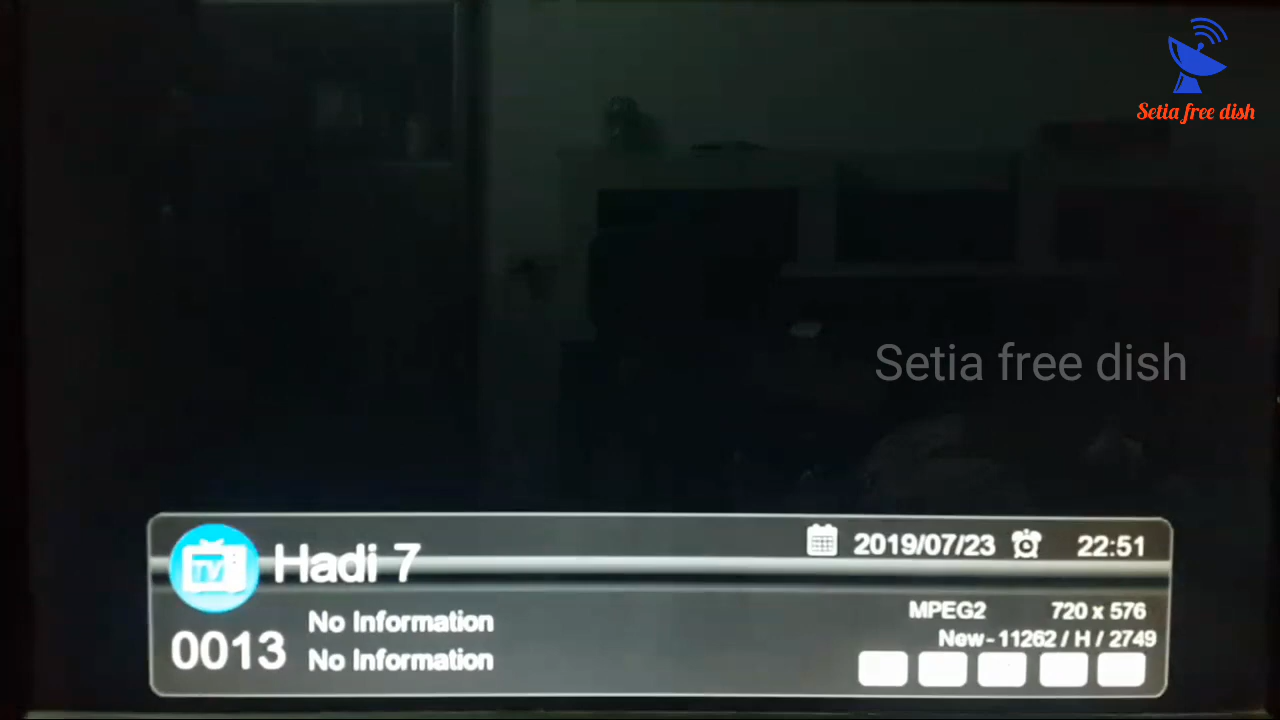 Setia free dish
Setia free dish
Hadi 7
2019/07/23 22:51
TV
0013
No Information
No Information
MPEG2 720 x 576
New - 11262 / H / 2749